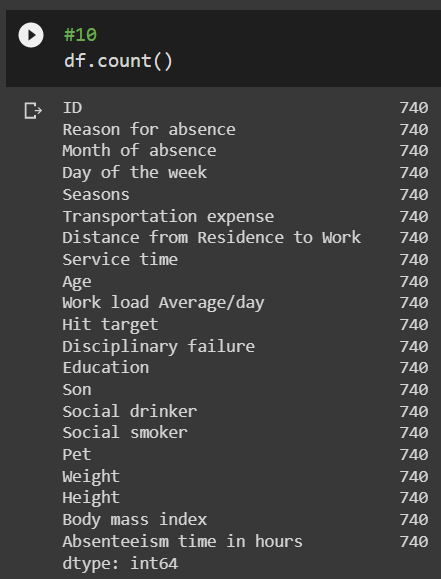 #10
df.count()
ID 740
Reason for absence 740
Month of absence 740
Day of the week 740
Seasons 740
Transportation expense 740
Distance from Residence to Work 740
Service time 740
Age 740
Work load Average/day 740
Hit target 740
Disciplinary failure 740
Education 740
Son 740
Social drinker 740
Social smoker 740
Pet 740
Weight 740
Height 740
Body mass index 740
Absenteeism time in hours 740
dtype: int64